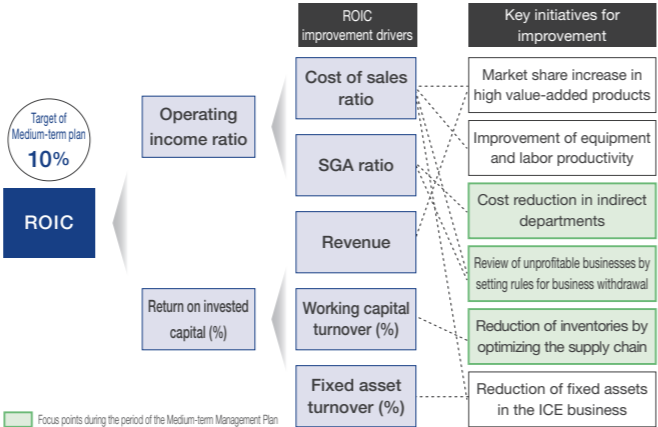 Target of
Medium-term plan
10%
ROIC
Operating
income ratio
Return on invested
capital (%)
ROIC
improvement drivers
Cost of sales
ratio
SGA ratio
Revenue
Working capital
turnover (%)
Fixed asset
turnover (%)
Key initiatives for
improvement
Market share increase in
high value-added products
Improvement of equipment
and labor productivity
Cost reduction in indirect
departments
Review of unprofitable businesses by
setting rules for business withdrawal
Reduction of inventories by
optimizing the supply chain
Reduction of fixed assets
in the ICE business
Focus points during the period of the Medium-term Management Plan